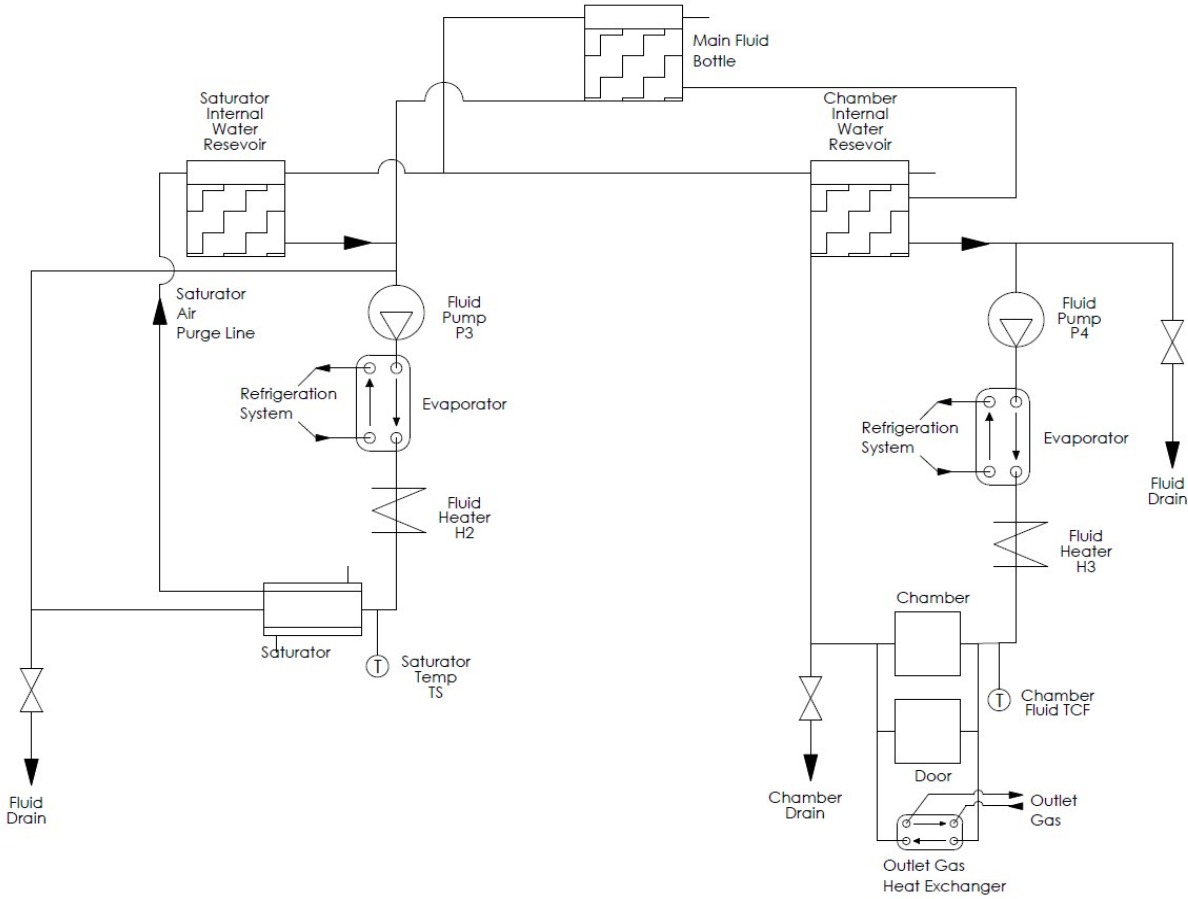 Main Fluid
Bottle
Saturator
Internal
Water
Resevoir
Chamber
Internal
Water
Resevoir
Saturator
Air
Purge Line
Fluid
Pump
P3
Fluid
Pump
P4
Refrigeration
System
Evaporator
Refrigeration
System
Evaporator
Fluid
Drain
Fluid
Heater
H2
Fluid
Heater
H3
Chamber
Saturator
T
Saturator
Temp
TS
T
Chamber
Fluid TCF
Door
Fluid
Drain
Chamber
Drain
Outlet
Gas
Outlet Gas
Heat Exchanger